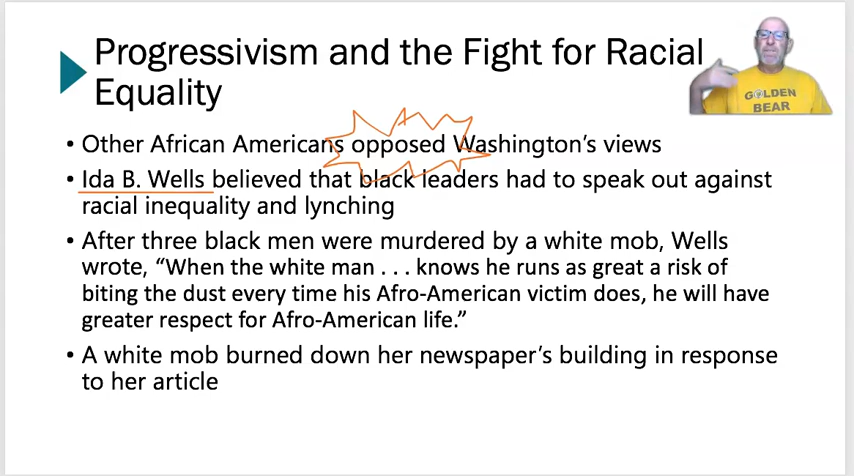 Progressivism and the Fight for Racial
Equality
GOLDEN
BEAR
• Other African Americans opposed Washington's views
• Ida B. Wells believed that black leaders had to speak out against
racial inequality and lynching
• After three black men were murdered by a white mob, Wells
wrote, “When the white man . . . knows he runs as great a risk of
biting the dust every time his Afro-American victim does, he will have
greater respect for Afro-American life.”
• A white mob burned down her newspaper's building in response
to her article